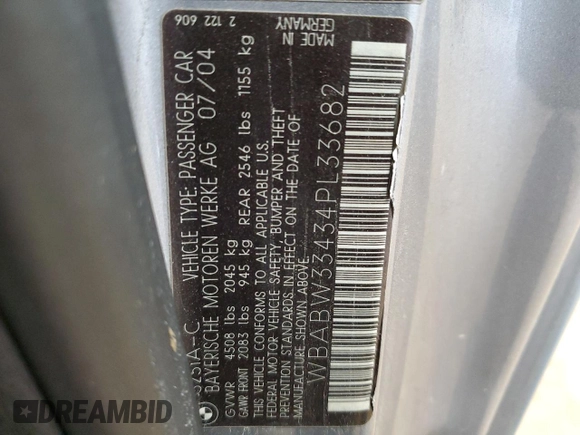 3251A-C VEHICLE TYPE: PASSENGER CAR
BAYERISCHE MOTOREN WERKE AG 07/04
GVWR 4508 lbs 2045 kg
GAWR FRONT 2083 lbs 945 kg REAR 2546 lbs 1155 kg
THIS VEHICLE CONFORMS TO ALL APPLICABLE U.S.
FEDERAL MOTOR VEHICLE SAFETY, BUMPER AND THEFT
PREVENTION STANDARDS IN EFFECT ON THE DATE OF
MANUFACTURE SHOWN ABOVE.
WBABW33434PL33682
2 122 606
GERMANY
DREAMBID
CARDREAMBID.COM